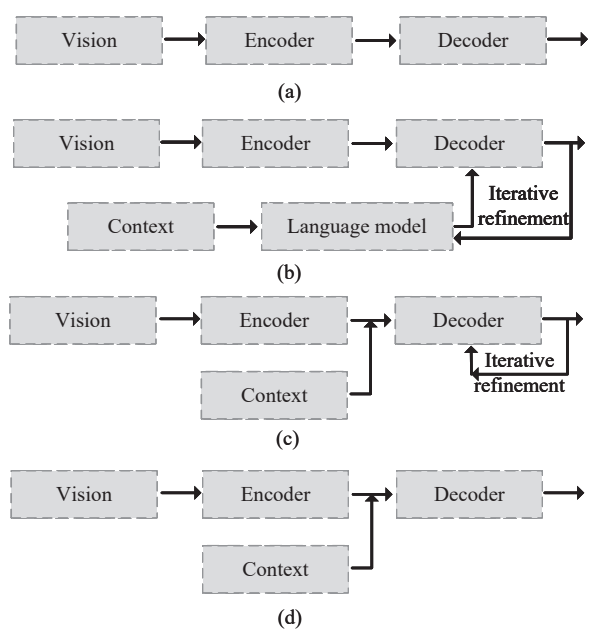 Vision Encoder Decoder
(a)
Vision Encoder Decoder
Iterative
refinement
Context Language model
(b)
Vision Encoder Decoder
Iterative
refinement
Context
(c)
Vision Encoder Decoder
Context
(d)